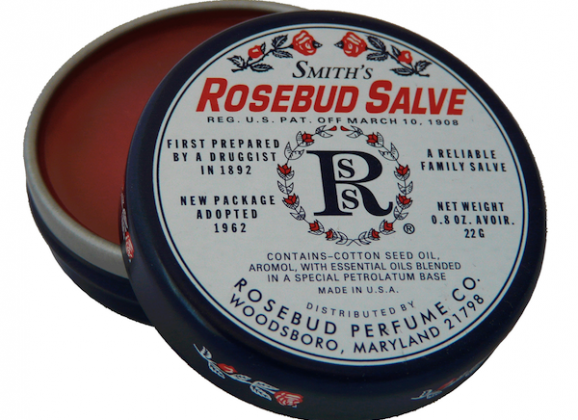 SMITH'S
ROSEBUD SALVE
REG. U.S. PAT. OFF MARCH 10, 1908
FIRST PREPARED
BY A DRUGGIST
IN 1892
NEW PACKAGE
ADOPTED
1962
R
S
S
®
A RELIABLE
FAMILY SALVE
NET WEIGHT
0.8 OZ. AVOIR.
22G
CONTAINS-COTTON SEED OIL,
AROMOL, WITH ESSENTIAL OILS BLENDED
IN A SPECIAL PETROLATUM BASE
MADE IN U.S.A.
DISTRIBUTED BY
ROSEBUD PERFUME CO.
WOODSBORO, MARYLAND 21798